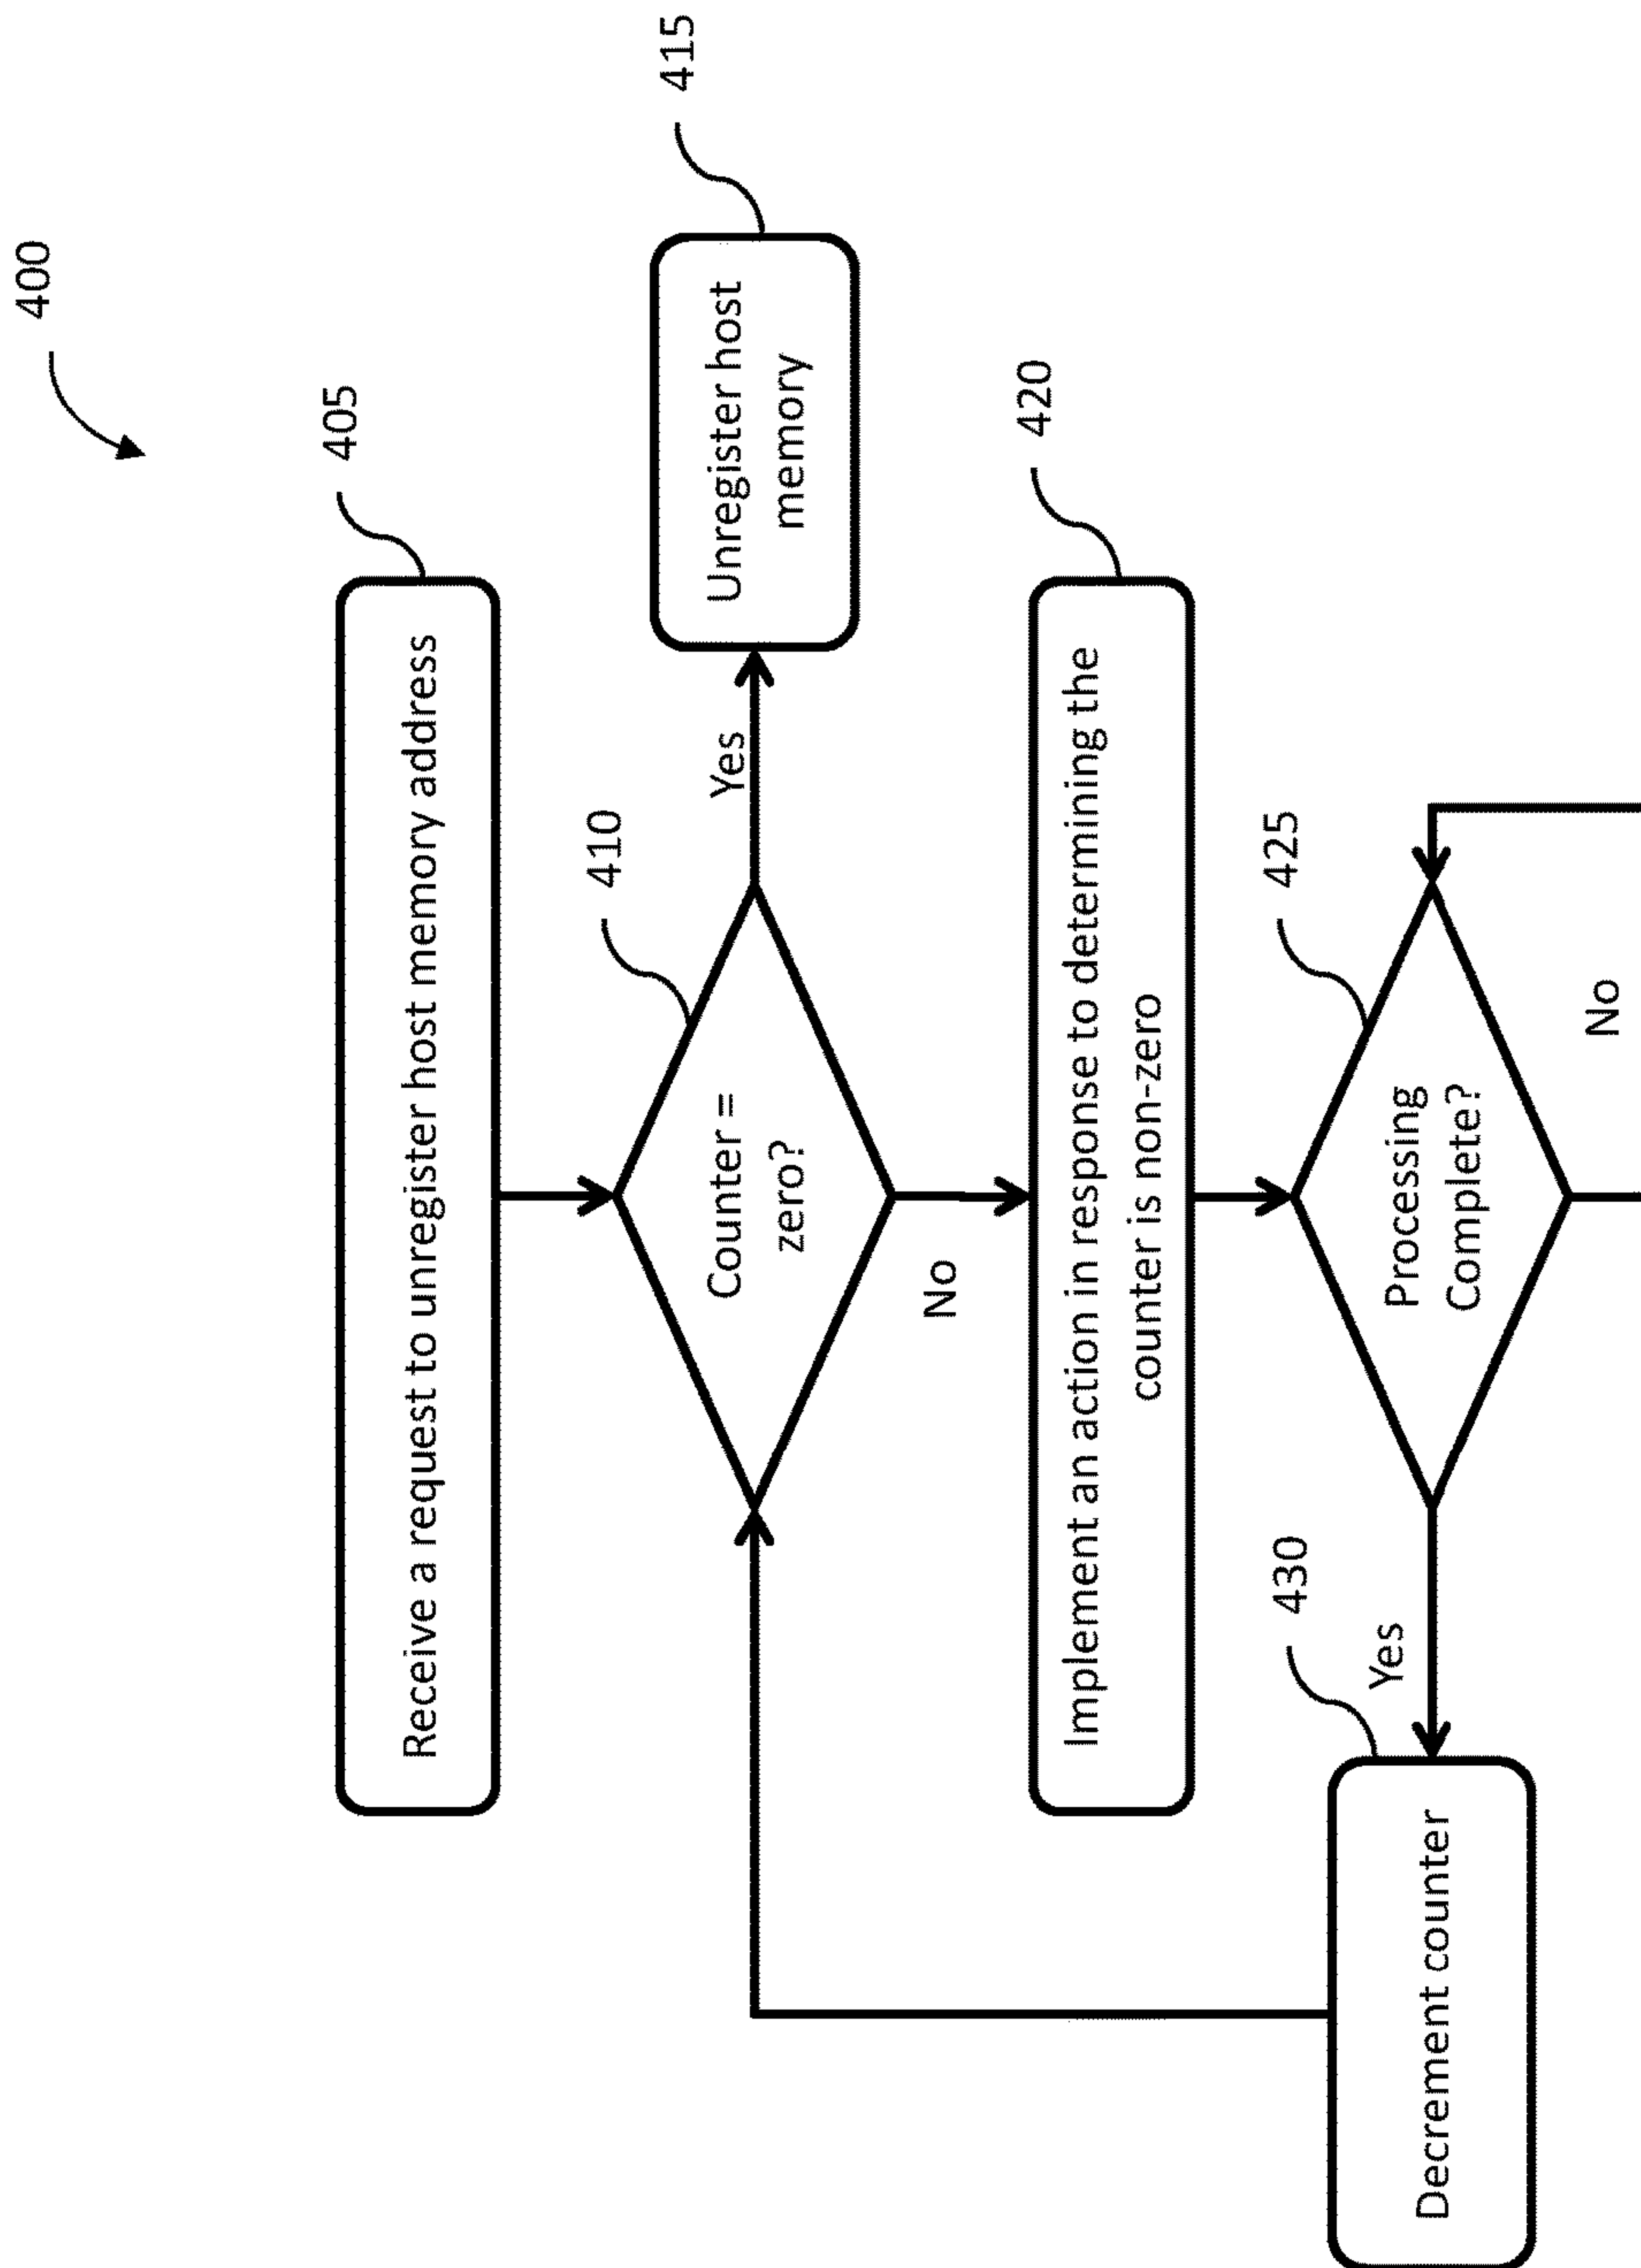 400
405
Receive a request to unregister host memory address
410
Counter =
zero?
Yes
415
Unregister host
memory
No
420
Implement an action in response to determining the
counter is non-zero
425
Processing
Complete?
Yes
No
430
Decrement counter